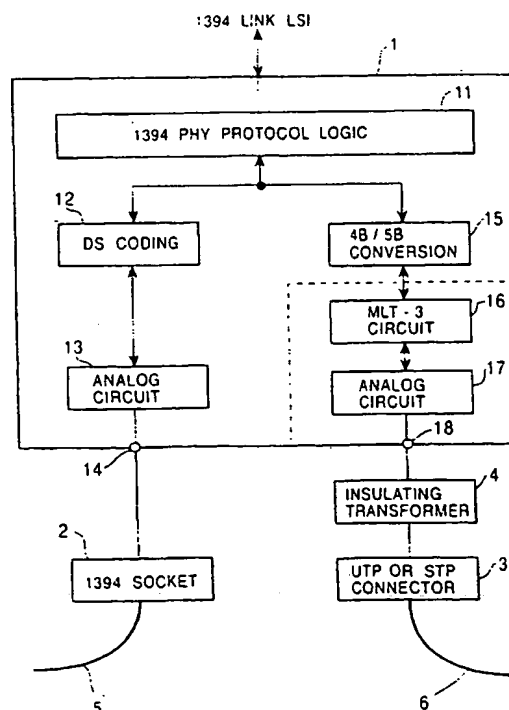 1394 LINK LSI
1
11
1394 PHY PROTOCOL LOGIC
12
DS CODING
4B / 5B
CONVERSION
15
MLT - 3
CIRCUIT
16
13
ANALOG
CIRCUIT
ANALOG
CIRCUIT
17
14
18
4
INSULATING
TRANSFORMER
2
1394 SOCKET
UTP OR STP
CONNECTOR
3
5
6